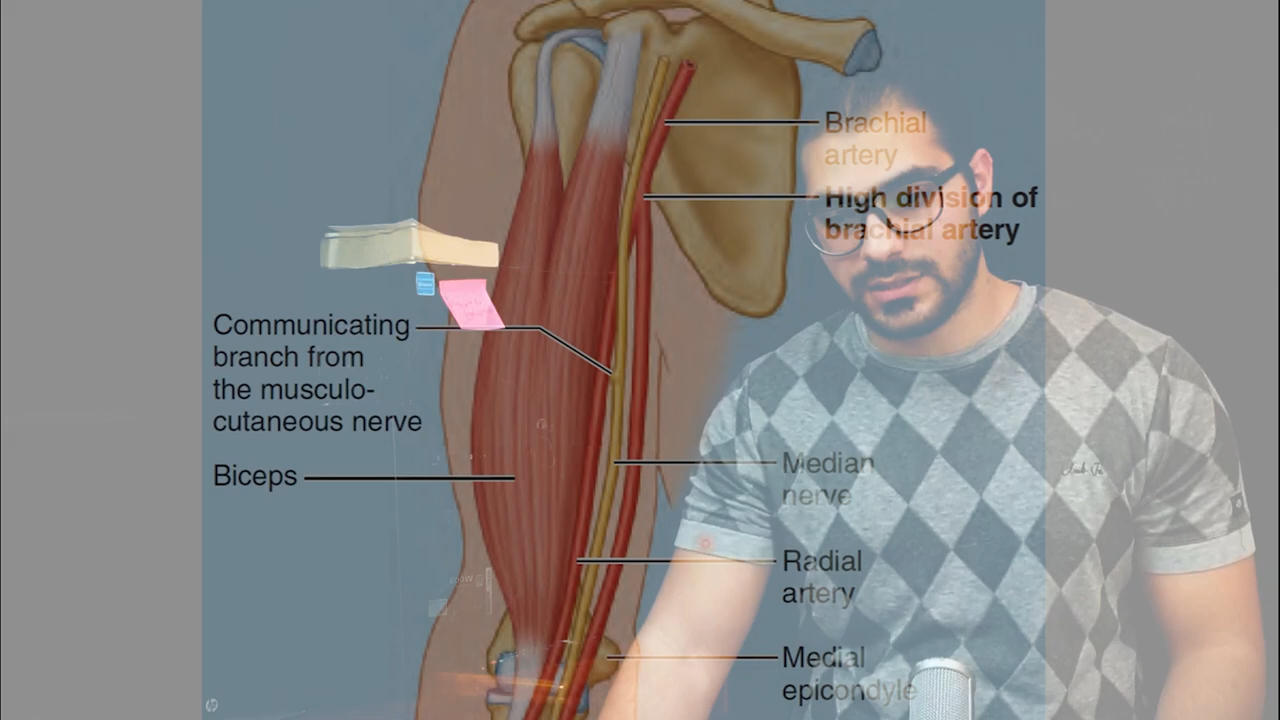 Brachial
artery
High division of
brachial artery
Communicating
branch from
the musculo-
cutaneous nerve
Biceps
Median
nerve
Radial
artery
Medial
epicondyle
hp